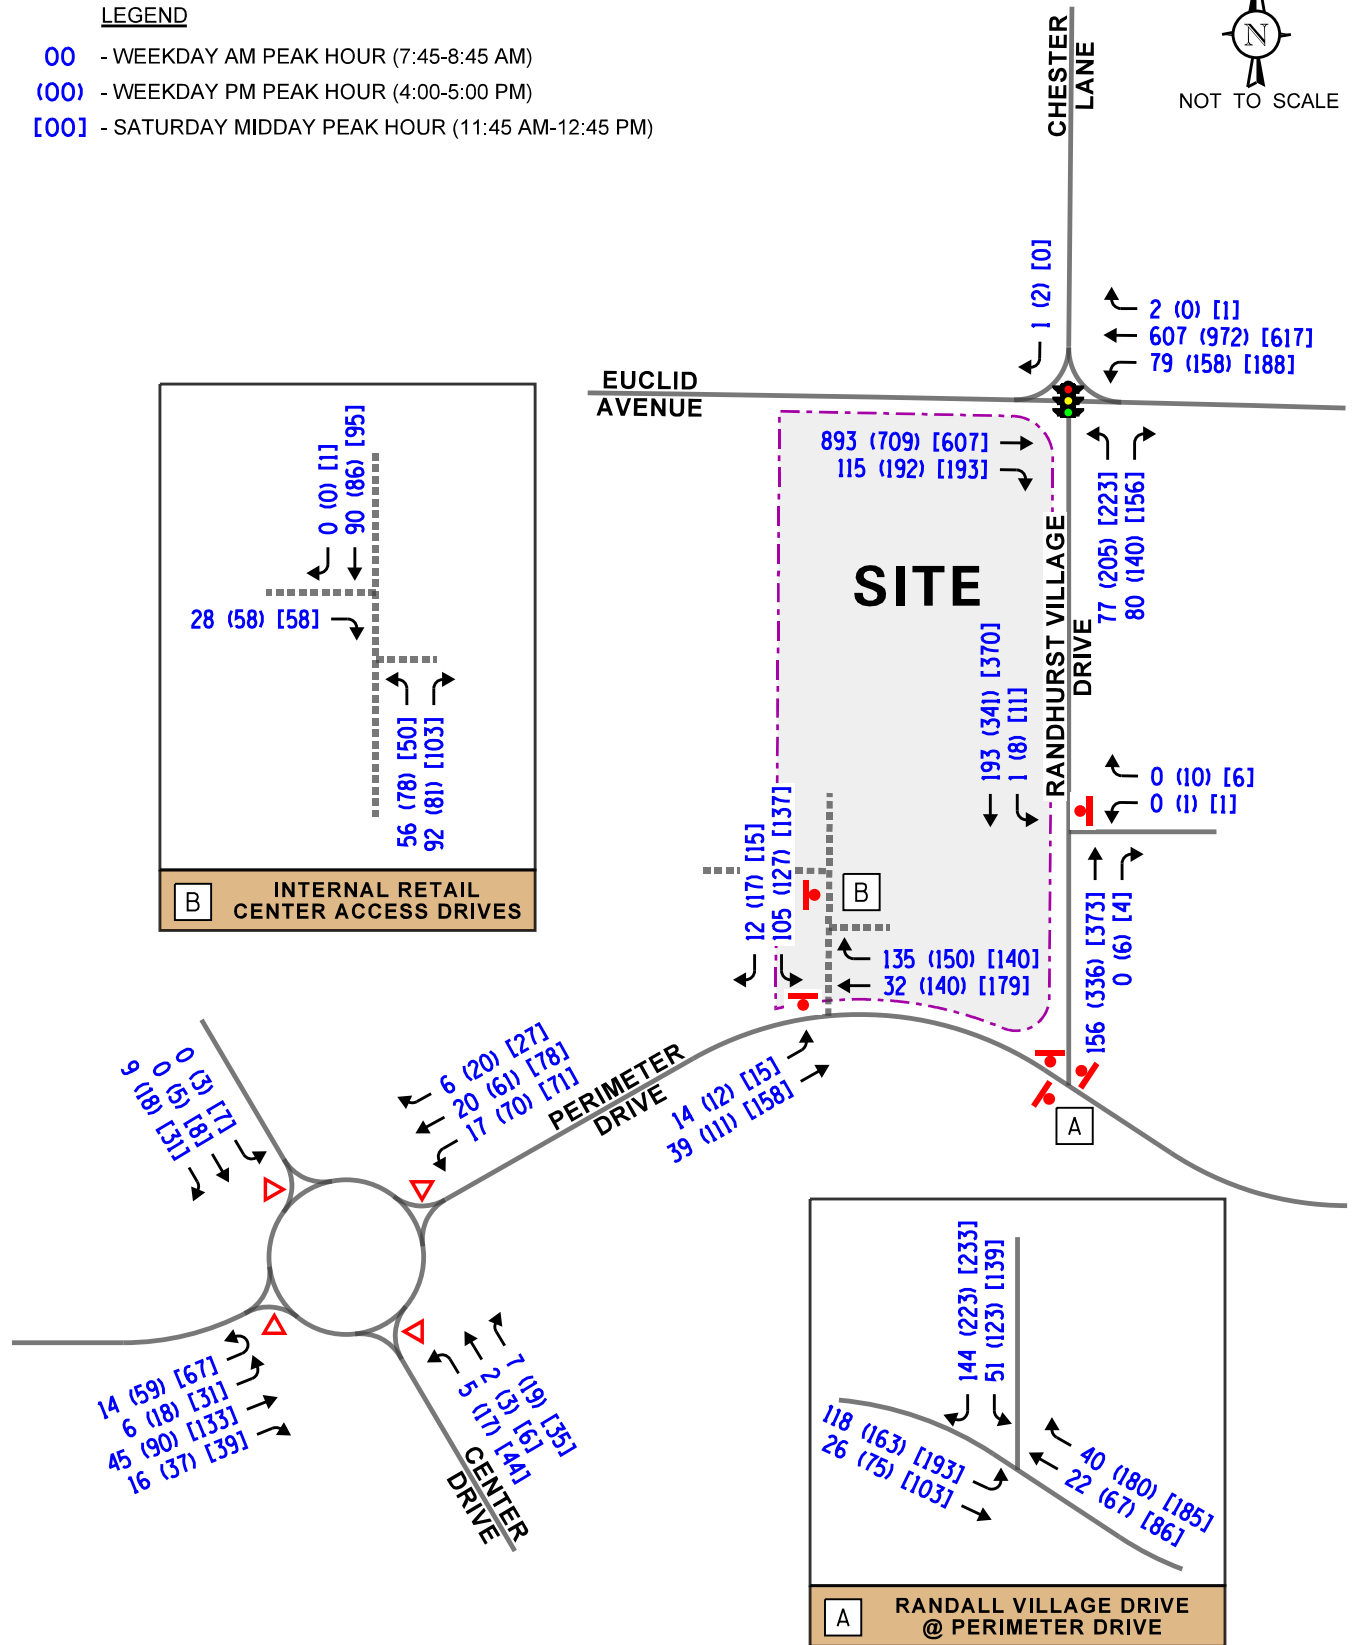 LEGEND
00 - WEEKDAY AM PEAK HOUR (7:45-8:45 AM)
(00) - WEEKDAY PM PEAK HOUR (4:00-5:00 PM)
[00] - SATURDAY MIDDAY PEAK HOUR (11:45 AM-12:45 PM)
CHESTER
LANE
N
NOT TO SCALE
1 (2) [0]
2 (0) [1]
607 (972) [617]
79 (158) [188]
EUCLID
AVENUE
893 (709) [607]
115 (192) [193]
77 (205) [223]
80 (140) [156]
SITE
RANDHURST VILLAGE
DRIVE
193 (341) [370]
1 (8) [11]
0 (10) [6]
0 (1) [1]
156 (336) [373]
0 (6) [4]
0 (0) [1]
90 (86) [95]
28 (58) [58]
56 (78) [50]
92 (81) [103]
B
INTERNAL RETAIL
CENTER ACCESS DRIVES
12 (17) [15]
105 (127) [137]
B
135 (150) [140]
32 (140) [179]
14 (12) [15]
39 (111) [158]
PERIMETER
DRIVE
A
6 (20) [27]
20 (61) [78]
17 (70) [71]
0 (3) [7]
0 (5) [8]
9 (18) [31]
14 (59) [67]
6 (18) [31]
45 (90) [133]
16 (37) [39]
7 (19) [35]
2 (3) [6]
5 (17) [44]
CENTER
DRIVE
144 (223) [233]
51 (123) [139]
118 (163) [193]
26 (75) [103]
40 (180) [185]
22 (67) [86]
A
RANDALL VILLAGE DRIVE
@ PERIMETER DRIVE